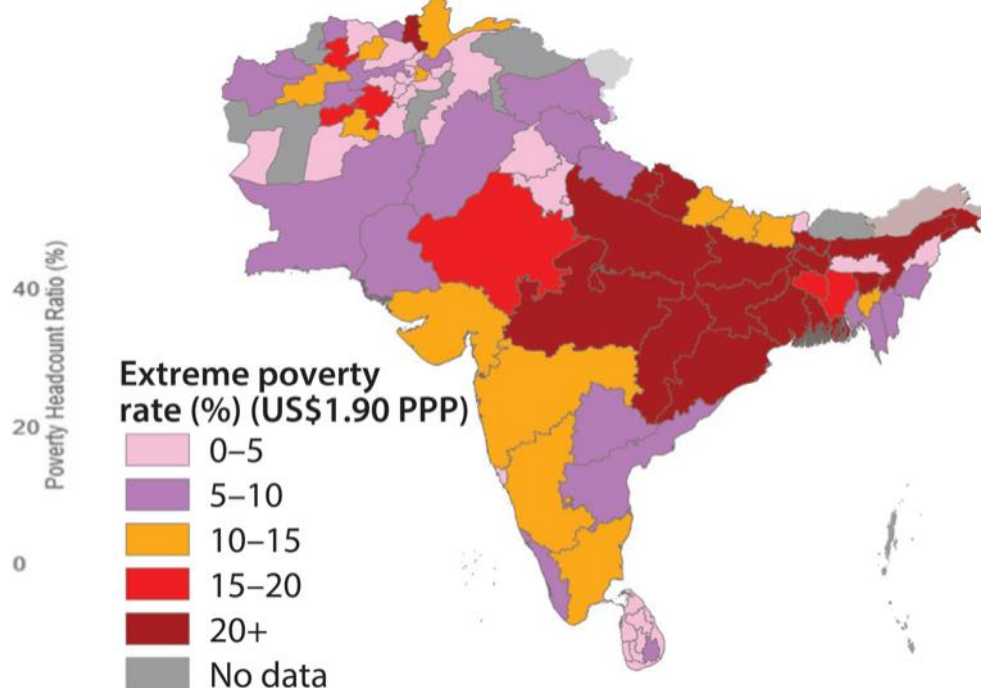 Poverty Headcount Ratio (%)
40
20
0
Extreme poverty
rate (%) (US$1.90 PPP)
0–5
5–10
10–15
15–20
20+
No data